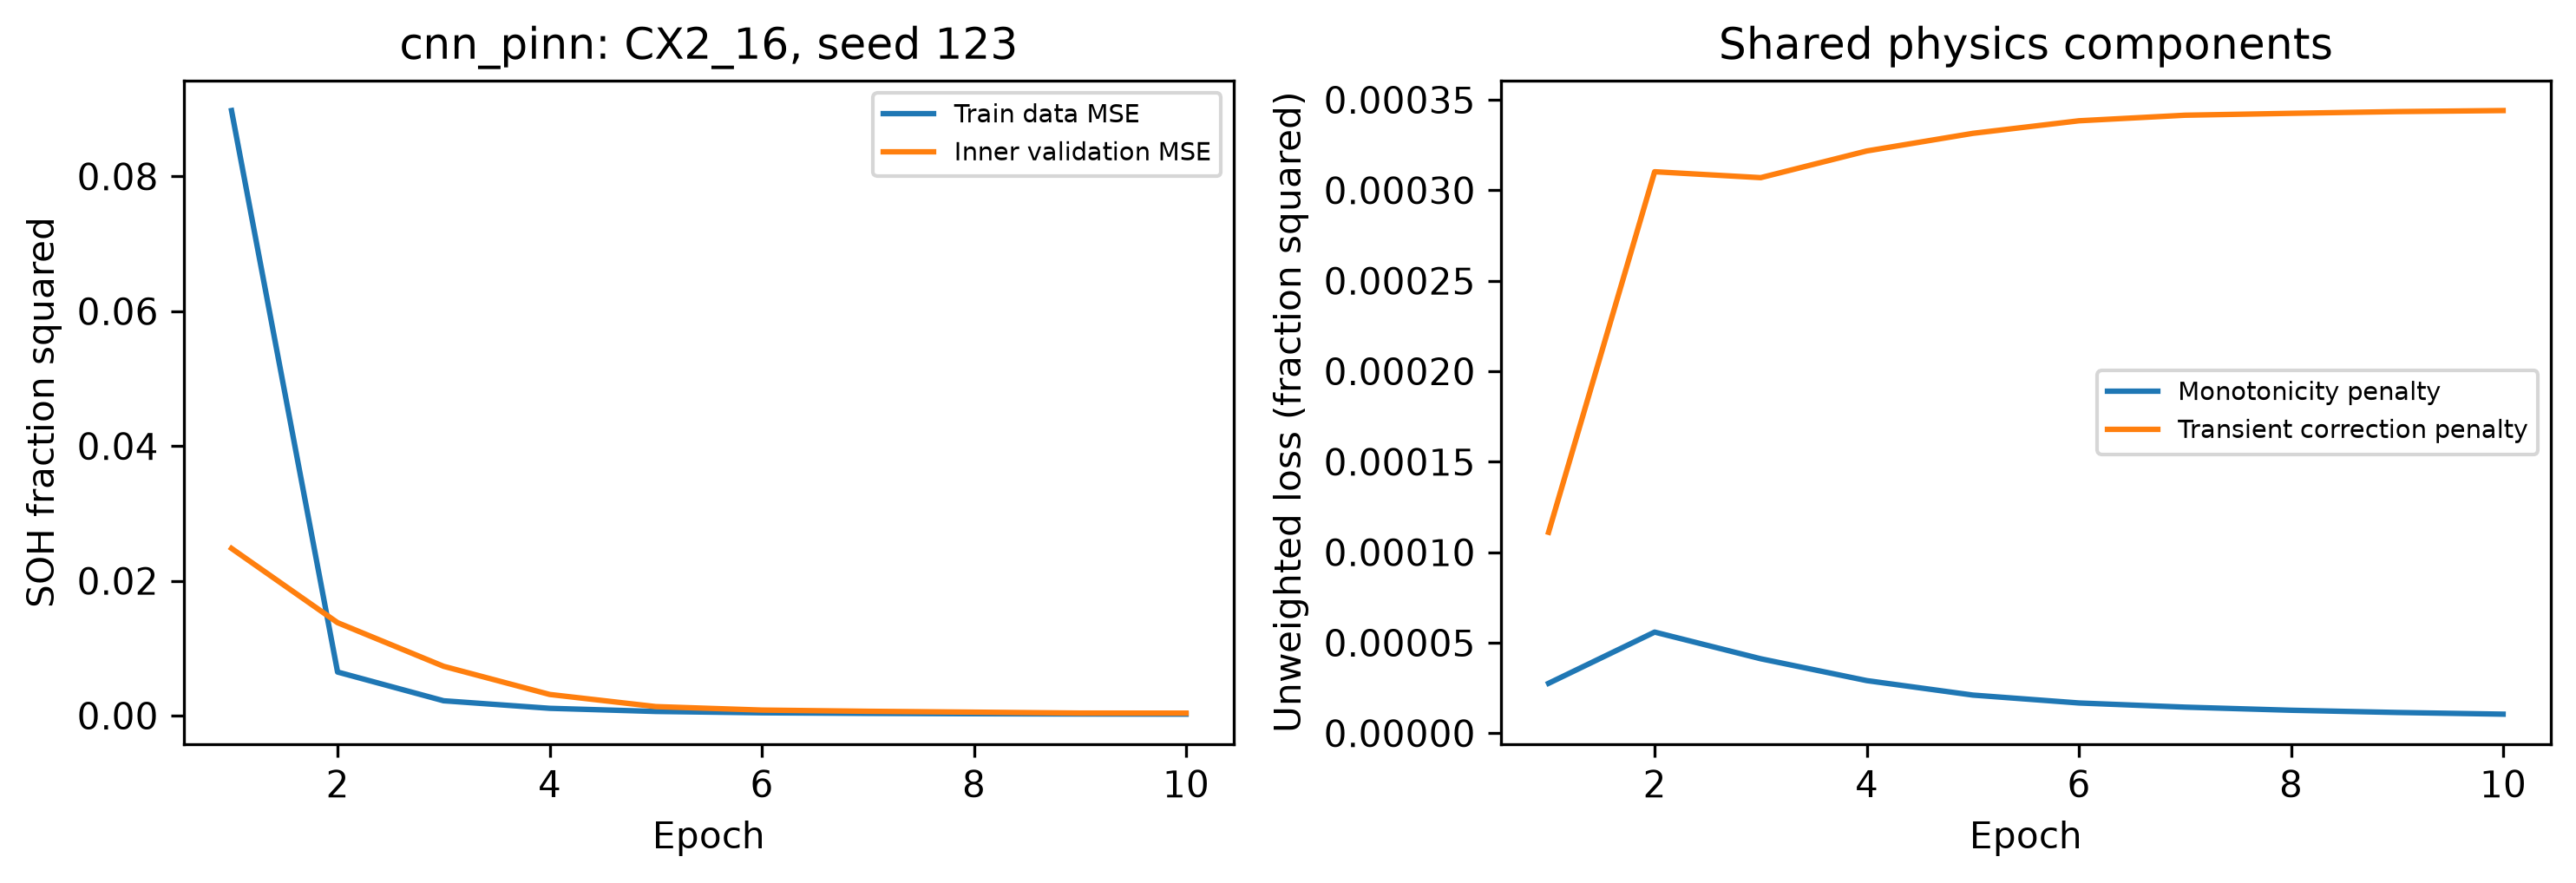 cnn_pinn: CX2_16, seed 123
SOH fraction squared
0.08
0.06
0.04
0.02
0.00
Train data MSE
Inner validation MSE
2
4
6
8
10
Epoch
Shared physics components
Unweighted loss (fraction squared)
0.00035
0.00030
0.00025
0.00020
0.00015
0.00010
0.00005
0.00000
Monotonicity penalty
Transient correction penalty
2
4
6
8
10
Epoch